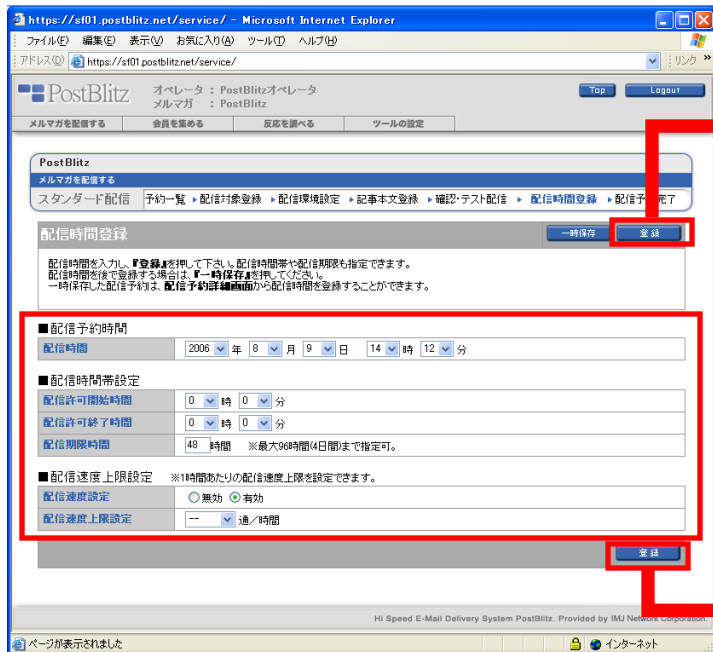 https://sf01.postblitz.net/service/ - Microsoft Internet Explorer
ファイル(F) 編集(E) 表示(V) お気に入り(A) ツール(T) ヘルプ(H)
アドレス(D) https://sf01.postblitz.net/service/ リンク »
PostBlitz オペレータ : PostBlitzオペレータ Top Logout
メルマガ : PostBlitz
メルマガを配信する 会員を集める 反応を調べる ツールの設定
PostBlitz
メルマガを配信する
スタンダード配信 予約一覧 ▶配信対象登録 ▶配信環境設定 ▶記事本文登録 ▶確認・テスト配信 ▶ 配信時間登録 ▶配信予 完了
配信時間登録 一時保存 登録
配信時間を入力し、『登録』を押して下さい。配信時間帯や配信期限も指定できます。
配信時間を後で登録する場合は、『一時保存』を押してください。
一時保存した配信予約は、配信予約詳細画面から配信時間を登録することができます。
■配信予約時間
配信時間 2006 年 8 月 9 日 14 時 12 分
■配信時間帯設定
配信許可開始時間 0 時 0 分
配信許可終了時間 0 時 0 分
配信期限時間 48 時間 ※最大96時間(4日間)まで指定可。
■配信速度上限設定 ※1時間あたりの配信速度上限を設定できます。
配信速度設定 無効 有効
配信速度上限設定 -- 通/時間
登録
Hi Speed E-Mail Delivery System PostBlitz. Provided by IMJ Network Corporation.
ページが表示されました インターネット